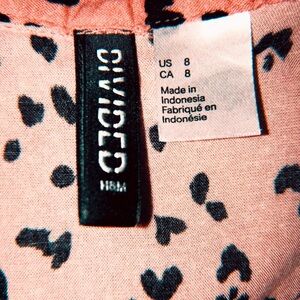 DIVIDED
H&M
US 8
CA 8
Made in
Indonesia
Fabriqué en
Indonésie